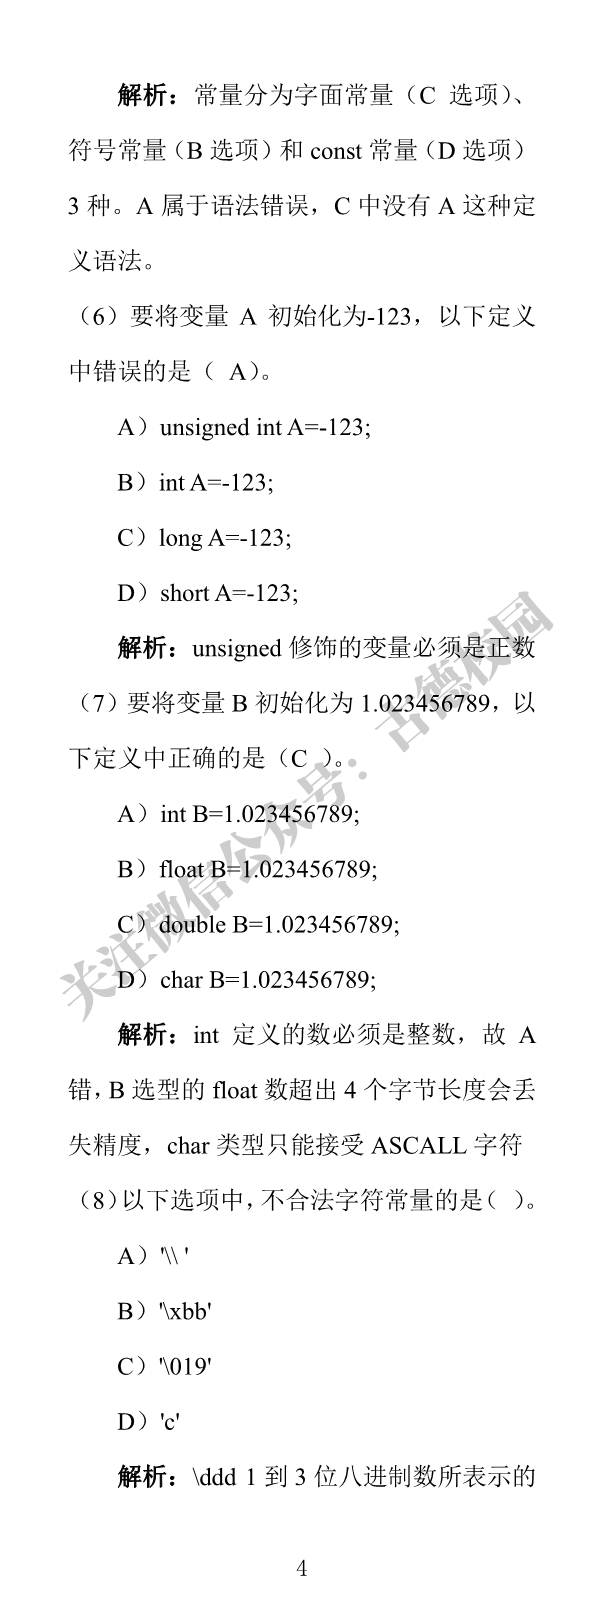 解析：常量分为字面常量（C 选项）、
符号常量（B 选项）和 const 常量（D 选项）
3 种。A 属于语法错误，C 中没有 A 这种定
义语法。
（6）要将变量 A 初始化为-123，以下定义
中错误的是（ A）。
A）unsigned int A=-123;
B）int A=-123;
C）long A=-123;
D）short A=-123;
解析：unsigned 修饰的变量必须是正数
（7）要将变量 B 初始化为 1.023456789，以
下定义中正确的是（C ）。
A）int B=1.023456789;
B）float B=1.023456789;
C）double B=1.023456789;
D）char B=1.023456789;
解析：int 定义的数必须是整数，故 A
错，B 选型的 float 数超出 4 个字节长度会丢
失精度，char 类型只能接受 ASCALL 字符
（8）以下选项中，不合法字符常量的是（ ）。
A）'\\ '
B）'\xbb'
C）'\019'
D）'c'
解析：\ddd 1 到 3 位八进制数所表示的
4
关注微信公众号：古德校园